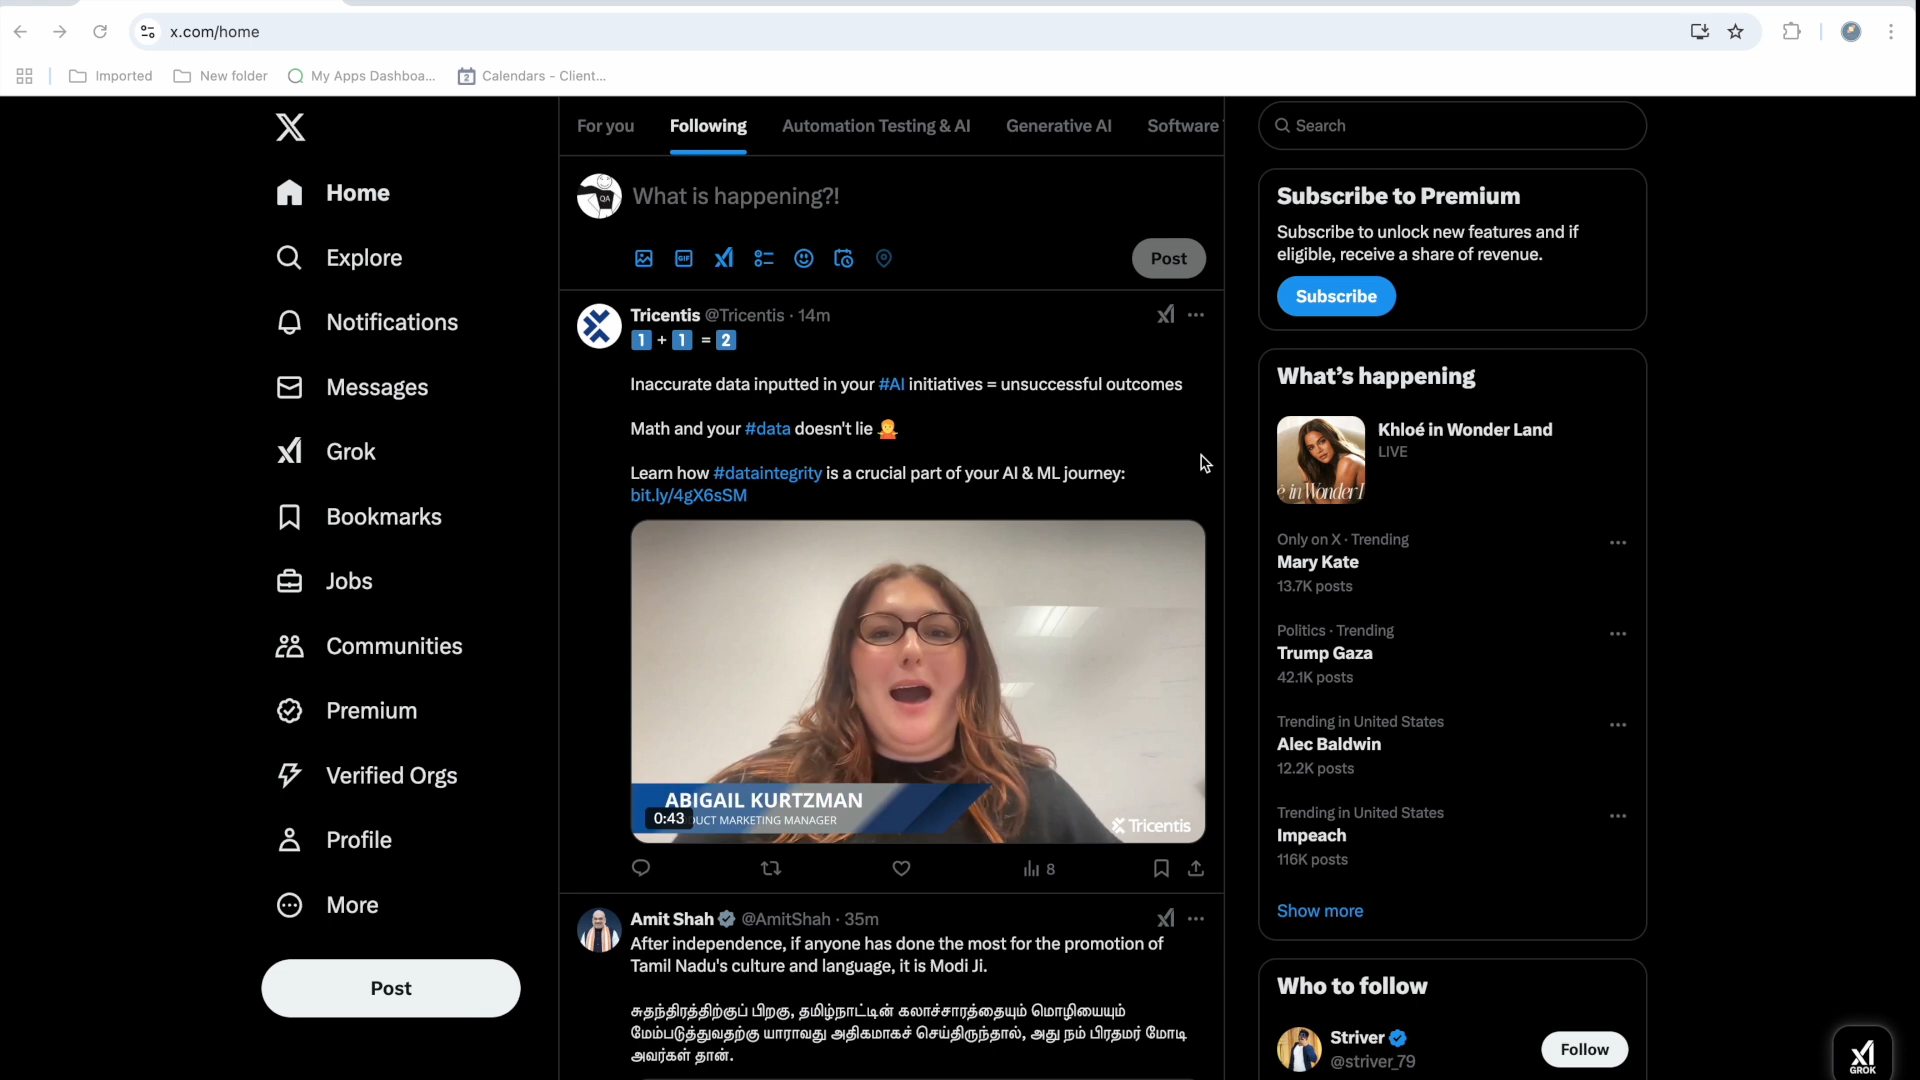 x.com/home
Imported
New folder
My Apps Dashboa...
2
Calendars - Client...
Home
Explore
Notifications
Messages
Grok
Bookmarks
Jobs
Communities
Premium
Verified Orgs
Profile
More
Post
For you
Following
Automation Testing & AI
Generative AI
Software
QA
What is happening?!
GIF
Post
Tricentis @Tricentis · 14m
1 + 1 = 2
Inaccurate data inputted in your #AI initiatives = unsuccessful outcomes
Math and your #data doesn't lie 🤷
Learn how #dataintegrity is a crucial part of your AI & ML journey:
bit.ly/4gX6sSM
ABIGAIL KURTZMAN
0:43
DUCT MARKETING MANAGER
Tricentis
8
Amit Shah @AmitShah · 35m
After independence, if anyone has done the most for the promotion of
Tamil Nadu's culture and language, it is Modi Ji.
சுதந்திரத்திற்குப் பிறகு, தமிழ்நாட்டின் கலாச்சாரத்தையும் மொழியையும்
மேம்படுத்துவதற்கு யாராவது அதிகமாகச் செய்திருந்தால், அது நம் பிரதமர் மோடி
அவர்கள் தான்.
Search
Subscribe to Premium
Subscribe to unlock new features and if
eligible, receive a share of revenue.
Subscribe
What's happening
Khloé in Wonder Land
LIVE
é in Wonder
Only on X · Trending
Mary Kate
13.7K posts
Politics · Trending
Trump Gaza
42.1K posts
Trending in United States
Alec Baldwin
12.2K posts
Trending in United States
Impeach
116K posts
Show more
Who to follow
Striver
@striver_79
Follow
GROK